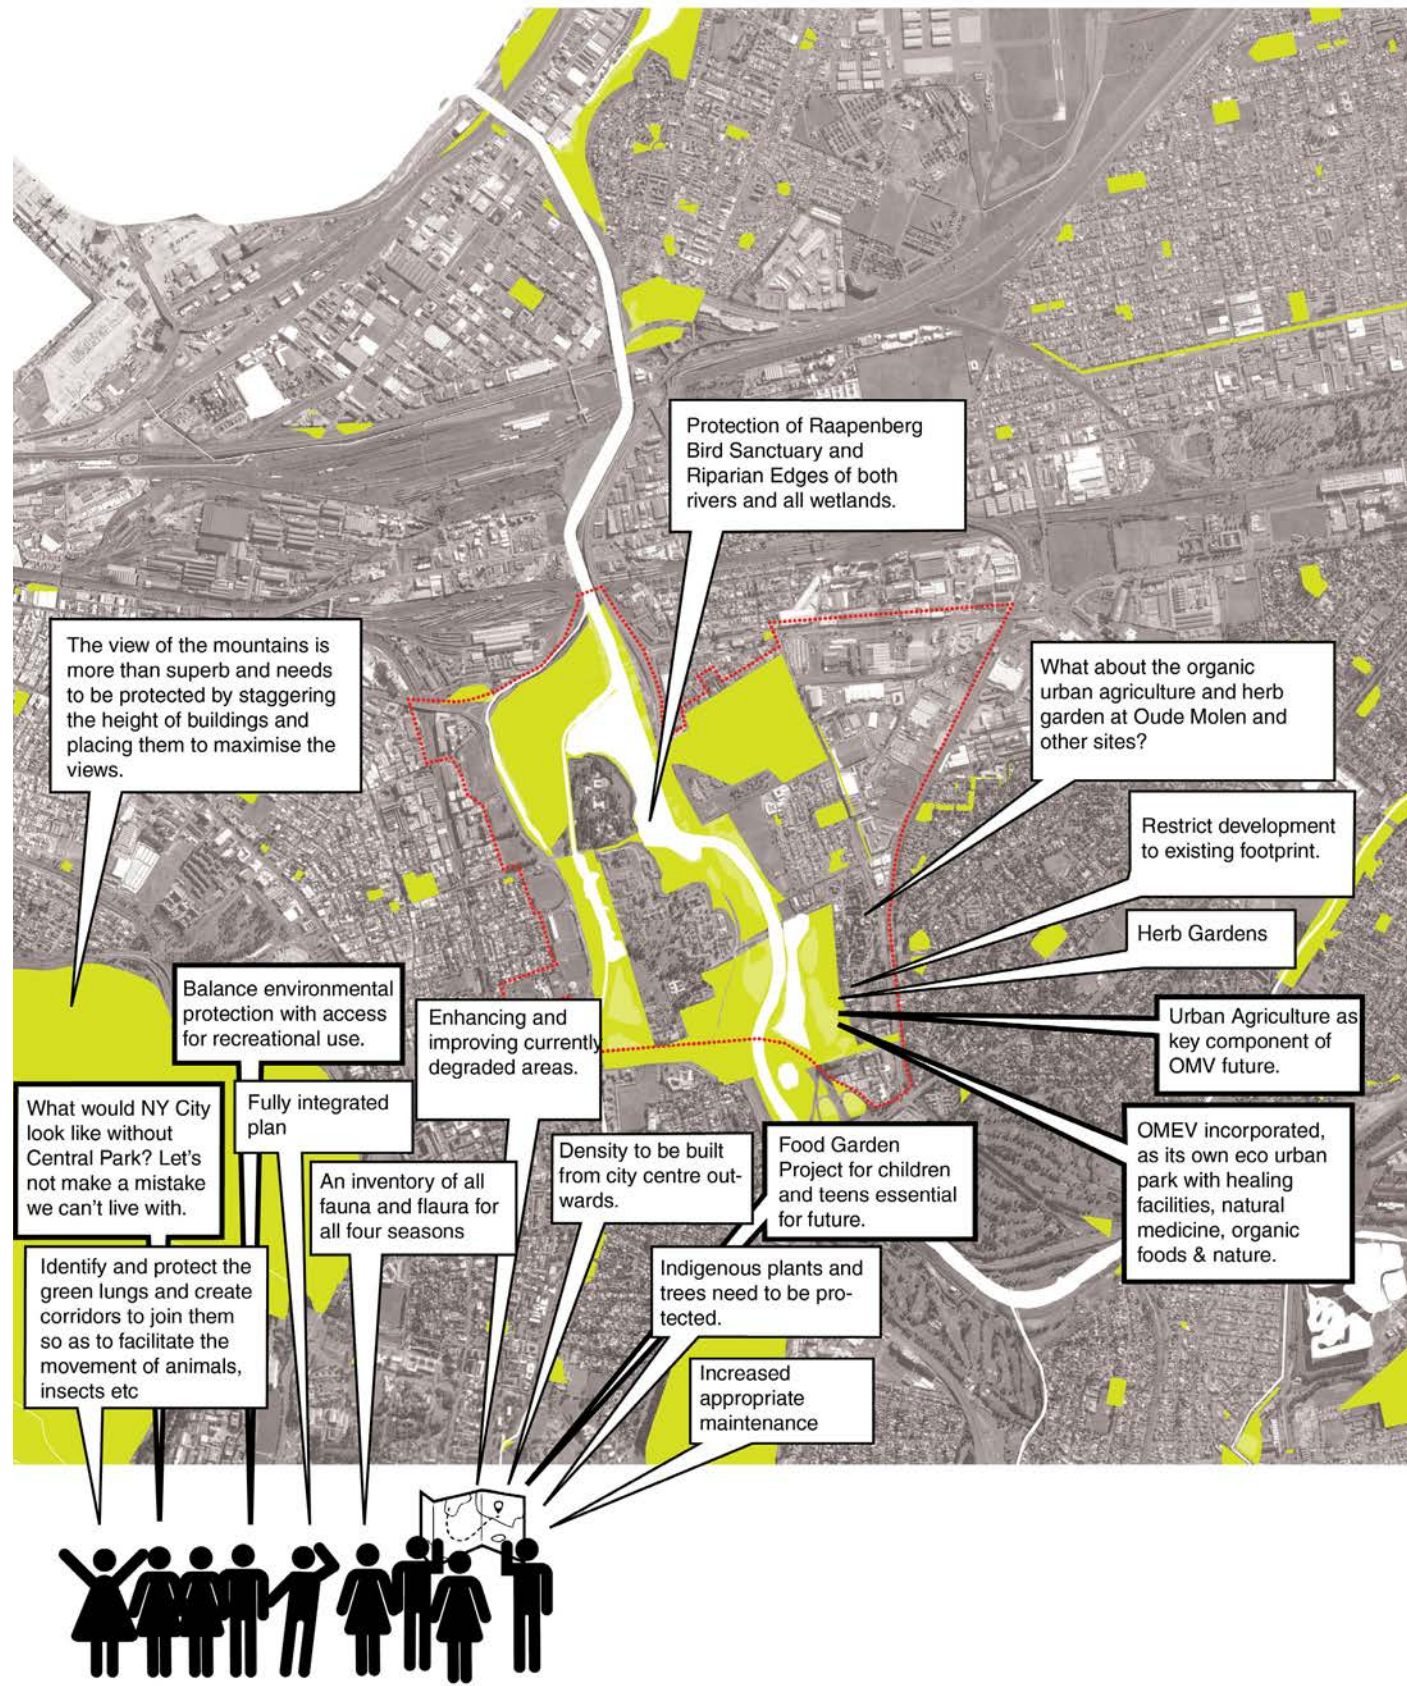 Protection of Raapenberg
Bird Sanctuary and
Riparian Edges of both
rivers and all wetlands.
The view of the mountains is
more than superb and needs
to be protected by staggering
the height of buildings and
placing them to maximise the
views.
What about the organic
urban agriculture and herb
garden at Oude Molen and
other sites?
Restrict development
to existing footprint.
Herb Gardens
Balance environmental
protection with access
for recreational use.
Enhancing and
improving currently
degraded areas.
Urban Agriculture as
key component of
OMV future.
What would NY City
look like without
Central Park? Let's
not make a mistake
we can't live with.
Fully integrated
plan
An inventory of all
fauna and flaura for
all four seasons
Density to be built
from city centre out-
wards.
Food Garden
Project for children
and teens essential
for future.
OMEV incorporated,
as its own eco urban
park with healing
facilities, natural
medicine, organic
foods & nature.
Identify and protect the
green lungs and create
corridors to join them
so as to facilitate the
movement of animals,
insects etc
Indigenous plants and
trees need to be pro-
tected.
Increased
appropriate
maintenance